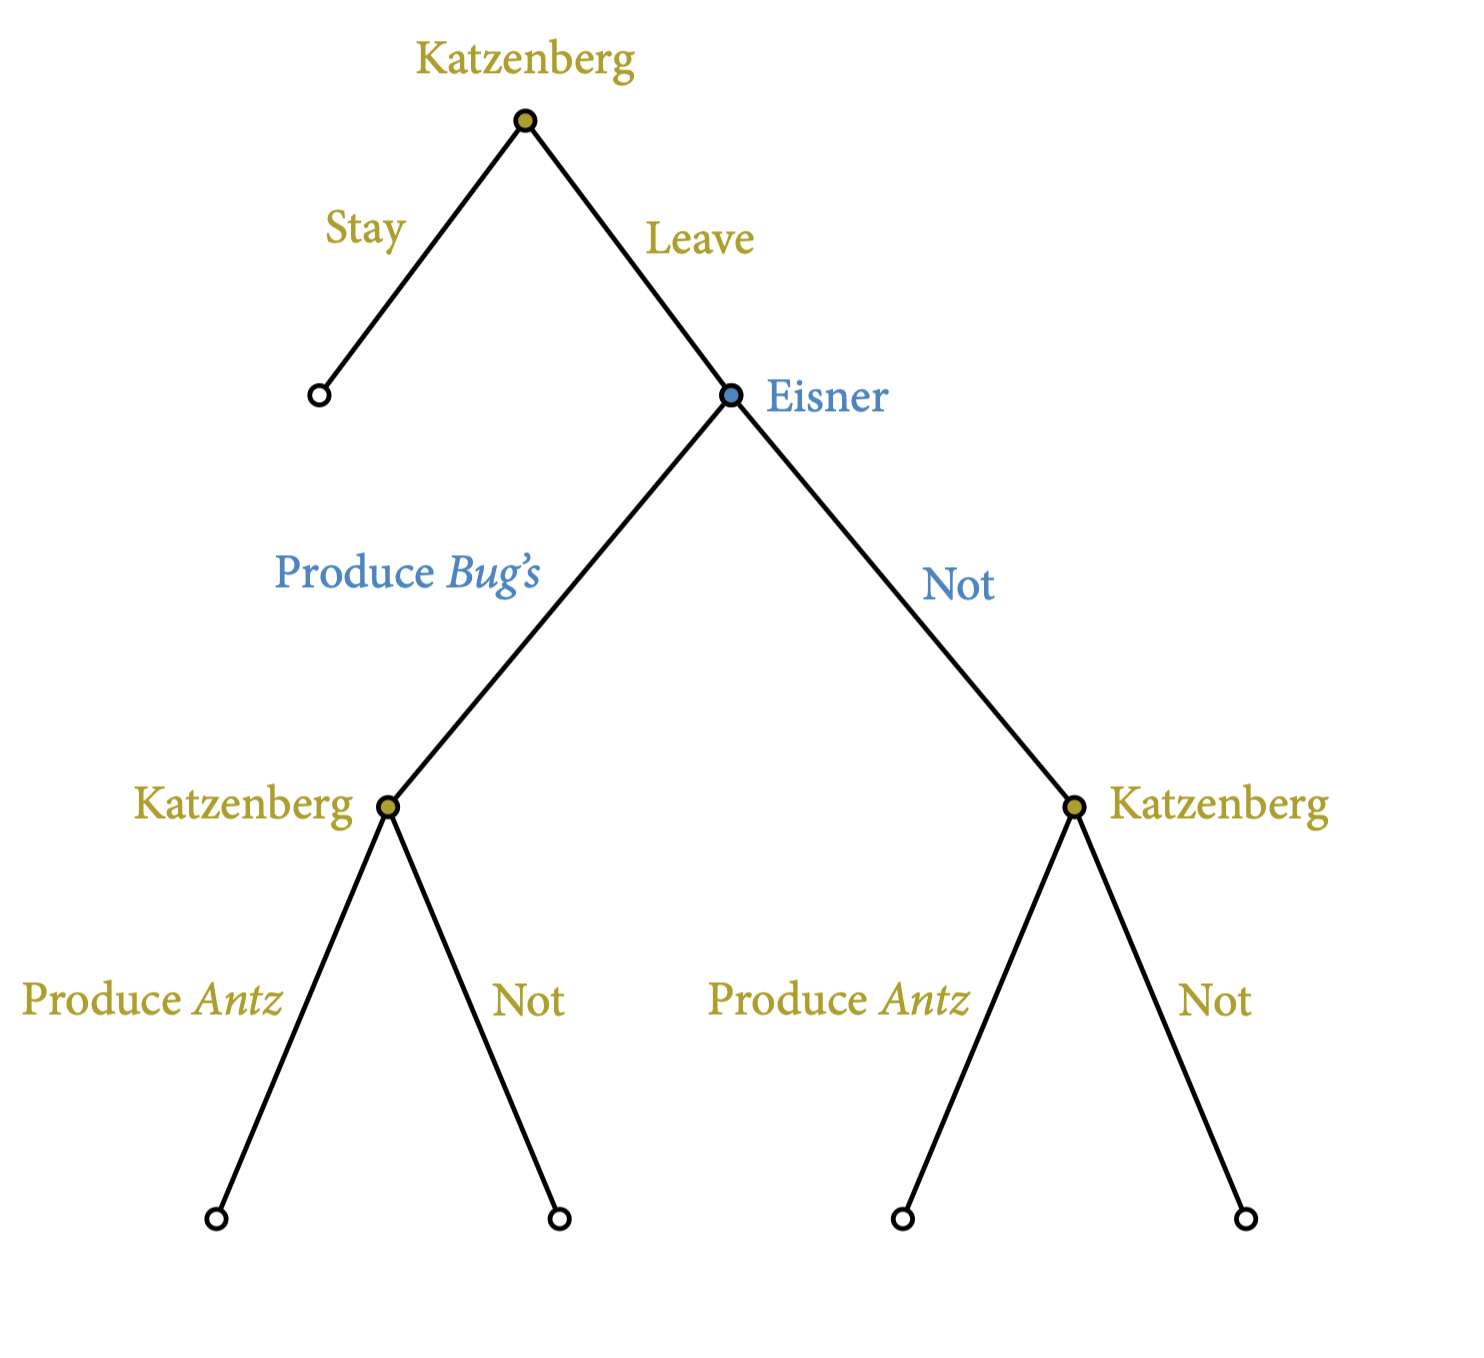 Katzenberg
Stay
Leave
Eisner
Produce Bug’s
Not
Katzenberg
Katzenberg
Produce Antz
Not
Produce Antz
Not